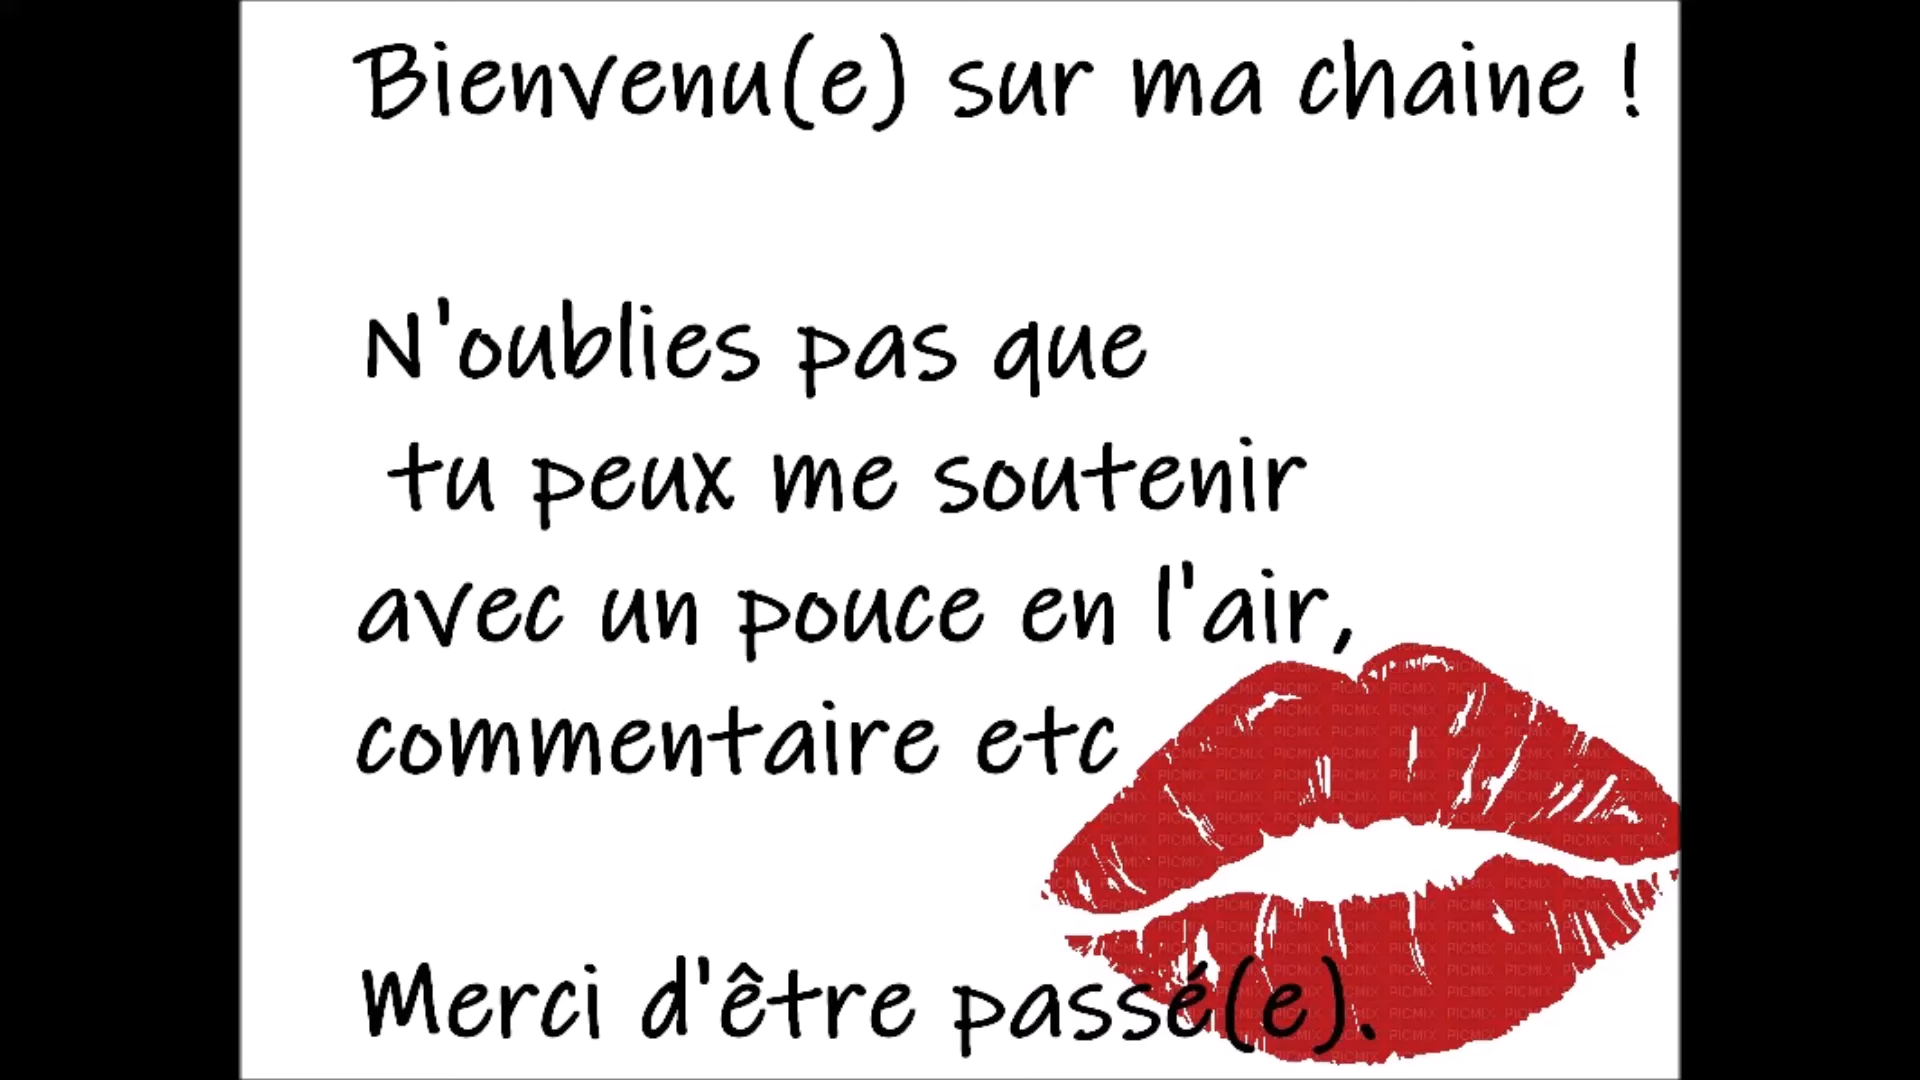 Bienvenu(e) sur ma chaine !
N'oublies pas que
tu peux me soutenir
avec un pouce en l'air,
commentaire etc
Merci d'être passé(e).